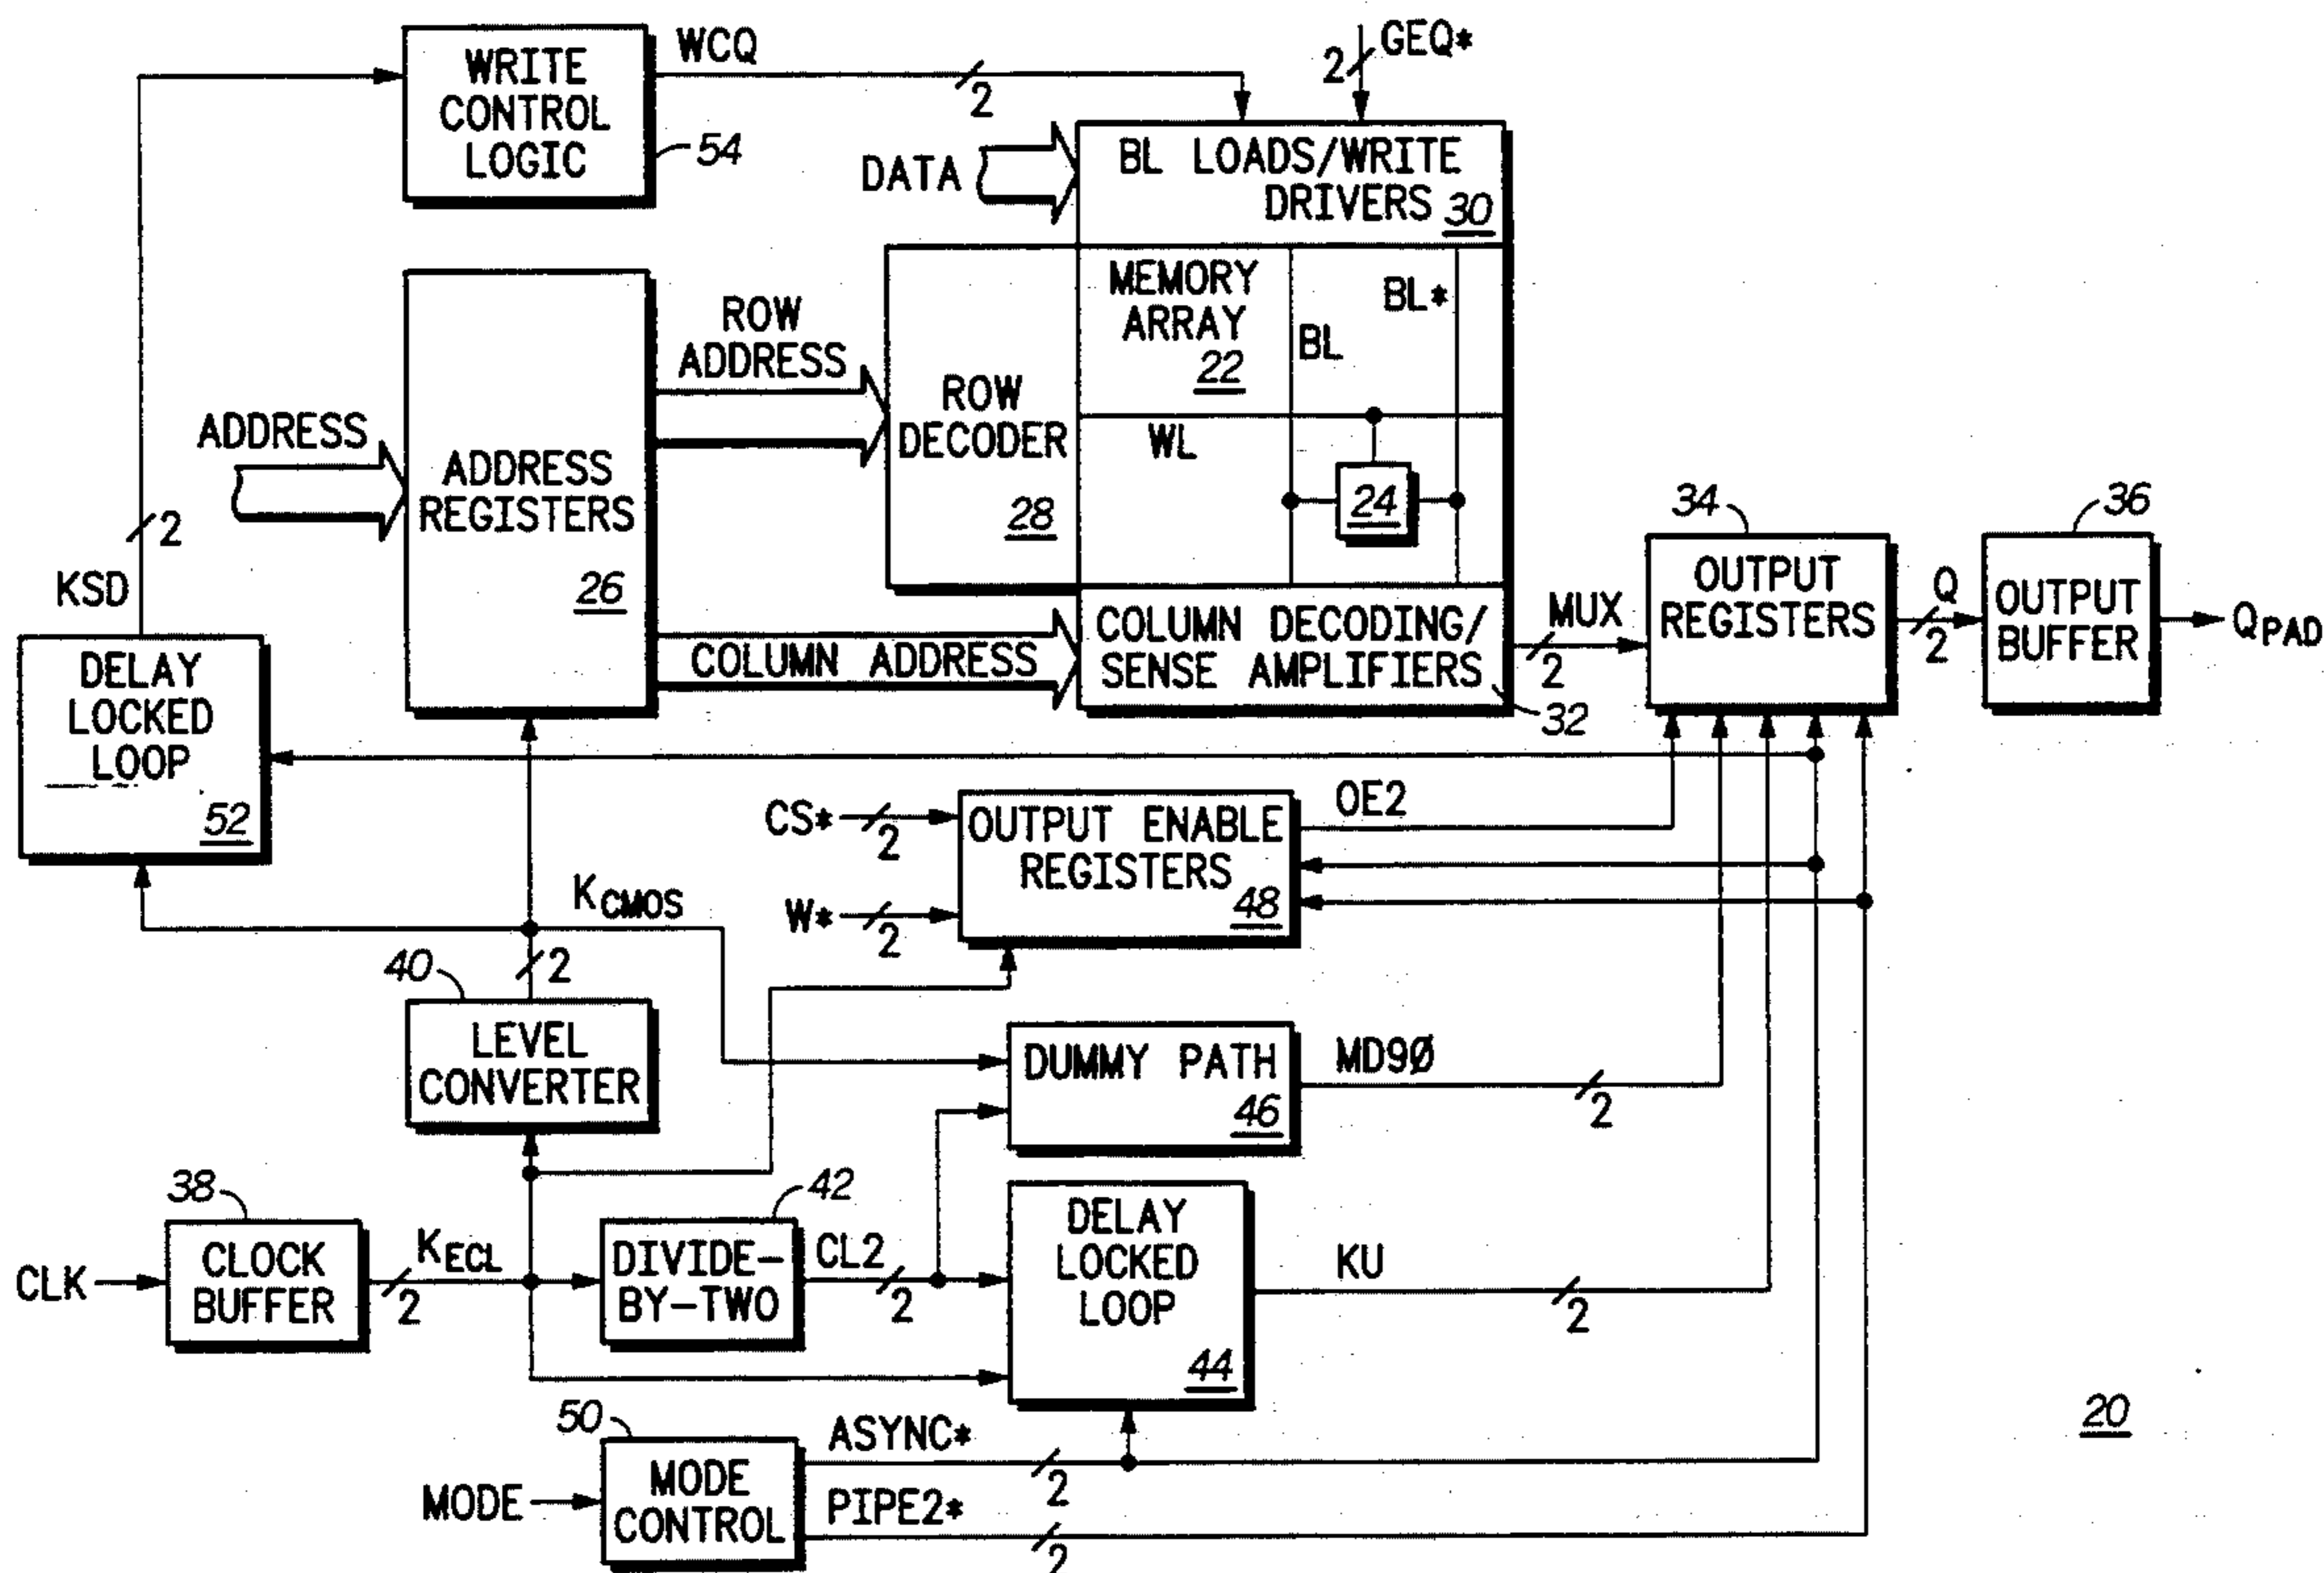 WRITE
CONTROL
LOGIC
54
WCQ
2
GEQ*
2
DATA
BL LOADS/WRITE
DRIVERS 30
ADDRESS
ADDRESS
REGISTERS
26
ROW
ADDRESS
ROW
DECODER
28
MEMORY
ARRAY
22
BL
BL*
WL
24
COLUMN ADDRESS
COLUMN DECODING/
SENSE AMPLIFIERS
32
MUX
2
34
OUTPUT
REGISTERS
Q
2
36
OUTPUT
BUFFER
QPAD
2
KSD
DELAY
LOCKED
LOOP
52
CS*
2
W*
2
OUTPUT ENABLE
REGISTERS
48
OE2
KCMOS
2
40
LEVEL
CONVERTER
DUMMY PATH
46
MD9Ø
2
CLK
38
CLOCK
BUFFER
KECL
2
42
DIVIDE-
BY-TWO
CL2
2
DELAY
LOCKED
LOOP
44
KU
2
MODE
50
MODE
CONTROL
ASYNC*
2
PIPE2*
2
20